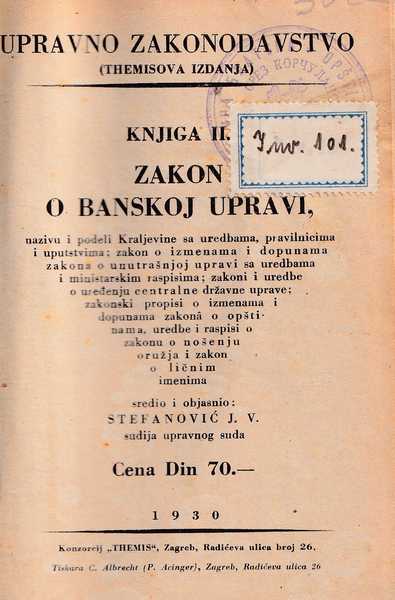 UPRAVNO ZAKONODAVSTVO
(THEMISOVA IZDANJA)
KNJIGA II.
Inv. 101.
ZAKON
O BANSKOJ UPRAVI,
nazivu i podeli Kraljevine sa uredbama, pravilnicima
i uputstvima; zakon o izmenama i dopunama
zakona o unutrašnjoj upravi sa uredbama
i ministarskim raspisima; zakoni i uredbe
o uređenju centralne državne uprave;
zakonski propisi o izmenama i
dopunama zakonâ o opšti-
nama, uredbe i raspisi o
zakonu o nošenju
oružja i zakon
o ličnim
imenima
sredio i objasnio:
STEFANOVIĆ J. V.
sudija upravnog suda
Cena Din 70.—
1930
Konzorcij „THEMIS", Zagreb, Radićeva ulica broj 26.
Tiskara C. Albrecht (P. Acinger), Zagreb, Radićeva ulica 26